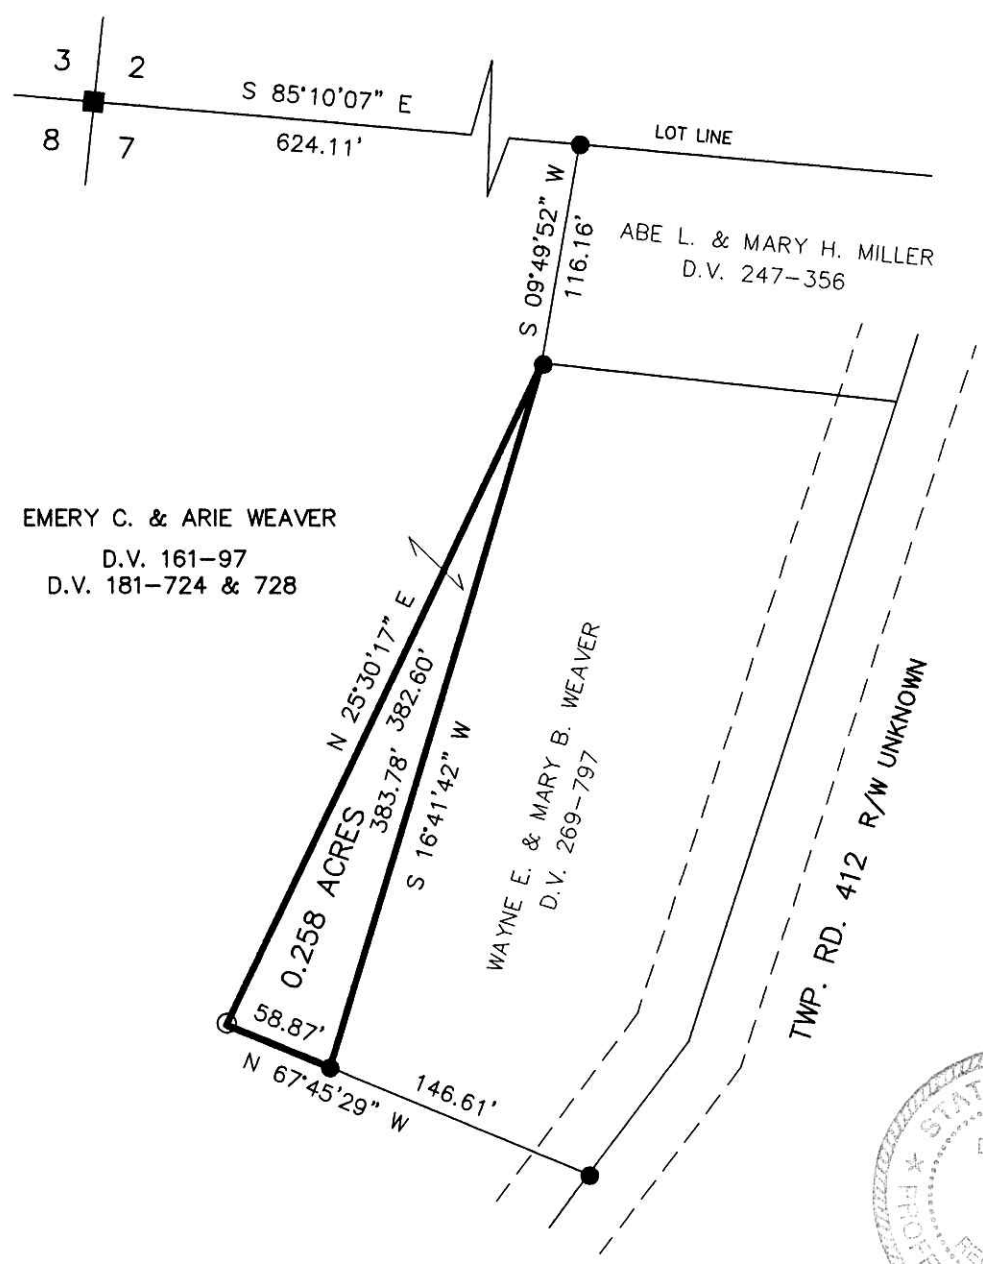 3 2
8 7
S 85°10'07" E
624.11'
LOT LINE
S 09°49'52" W
116.16'
ABE L. & MARY H. MILLER
D.V. 247-356
EMERY C. & ARIE WEAVER
D.V. 161-97
D.V. 181-724 & 728
N 25°30'17" E
382.60'
383.78'
S 16°41'42" W
0.258 ACRES
WAYNE E. & MARY B. WEAVER
D.V. 269-797
TWP. RD. 412 R/W UNKNOWN
58.87'
N 67°45'29" W
146.61'